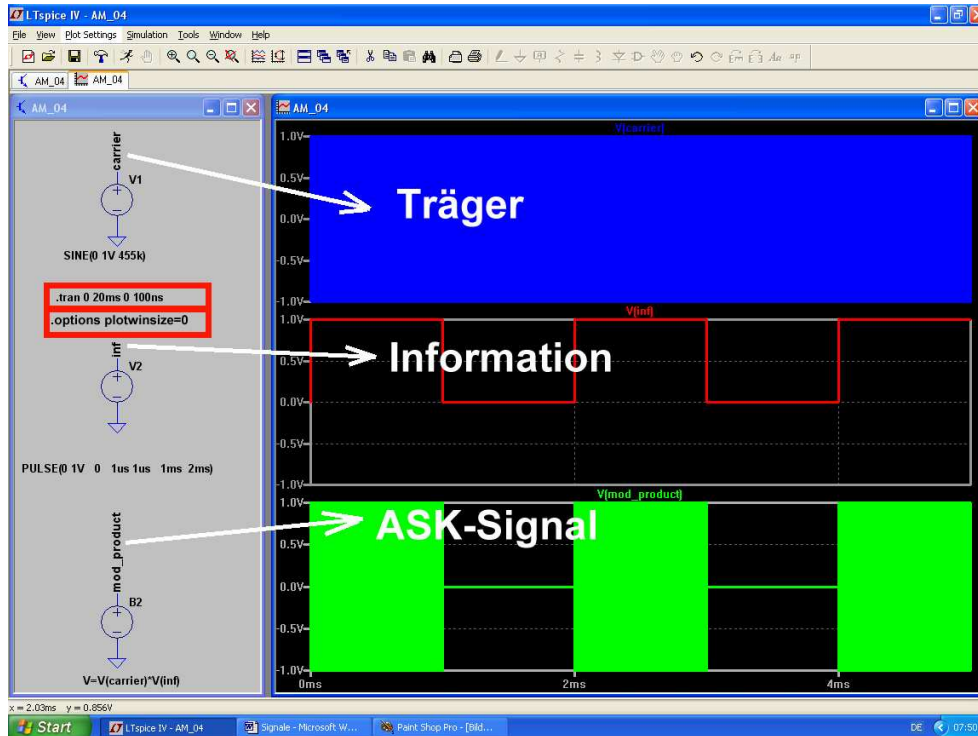 LTspice IV - AM_04
File View Plot Settings Simulation Tools Window Help
AM_04 AM_04
AM_04
carrier
V1
SINE(0 1V 455k)
.tran 0 20ms 0 100ns
.options plotwinsize=0
inf
V2
PULSE(0 1V 0 1us 1us 1ms 2ms)
mod_product
B2
V=V(carrier)*V(inf)
AM_04
V(carrier)
1.0V
0.5V
0.0V
-0.5V
-1.0V
Träger
V(inf)
1.0V
0.5V
0.0V
-0.5V
-1.0V
Information
V(mod_product)
1.0V
0.5V
0.0V
-0.5V
-1.0V
ASK-Signal
0ms 2ms 4ms
x = 2.03ms y = 0.856V
Start LTspice IV - AM_04 Signale - Microsoft W... Paint Shop Pro - [Bild... DE 07:50